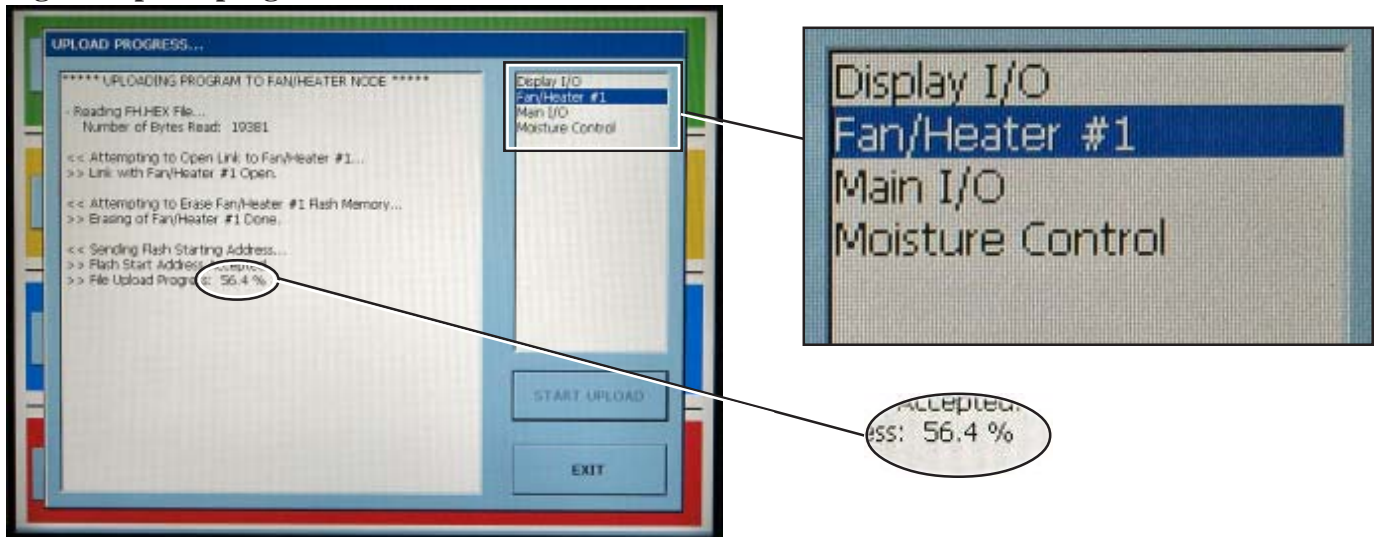 UPLOAD PROGRESS...
***** UPLOADING PROGRAM TO FAN/HEATER NODE *****
- Reading FH.HEX File...
Number of Bytes Read: 19381
<< Attempting to Open Link to Fan/Heater #1...
>> Link with Fan/Heater #1 Open.
<< Attempting to Erase Fan/Heater #1 Flash Memory...
>> Erasing of Fan/Heater #1 Done.
<< Sending Flash Starting Address...
>> Flash Start Address Accepted.
>> File Upload Progress: 56.4 %
Display I/O
Fan/Heater #1
Main I/O
Moisture Control
START UPLOAD
EXIT
Display I/O
Fan/Heater #1
Main I/O
Moisture Control
Accepted.
ess: 56.4 %